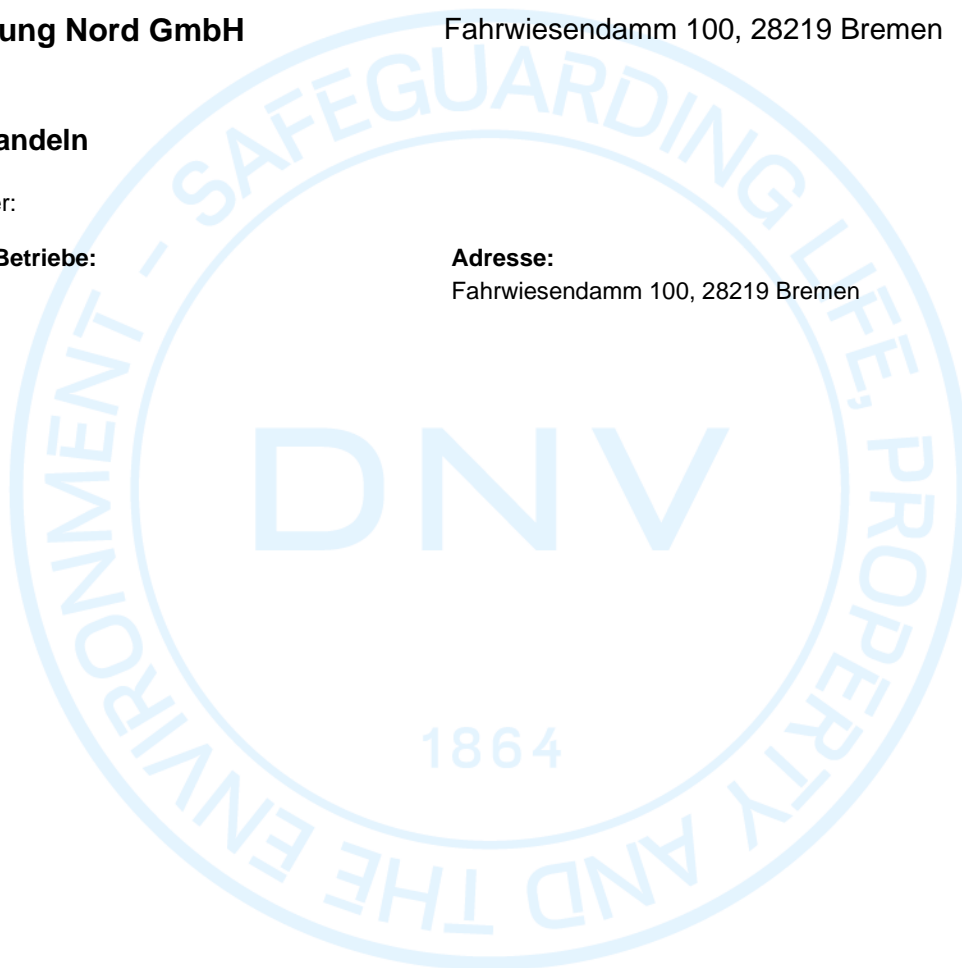 ung Nord GmbH Fahrwiesendamm 100, 28219 Bremen
andeln
er:
Betriebe: Adresse:
Fahrwiesendamm 100, 28219 Bremen
SAFEGUARDING LIFE, PROPERTY AND THE ENVIRONMENT -
DNV
1864